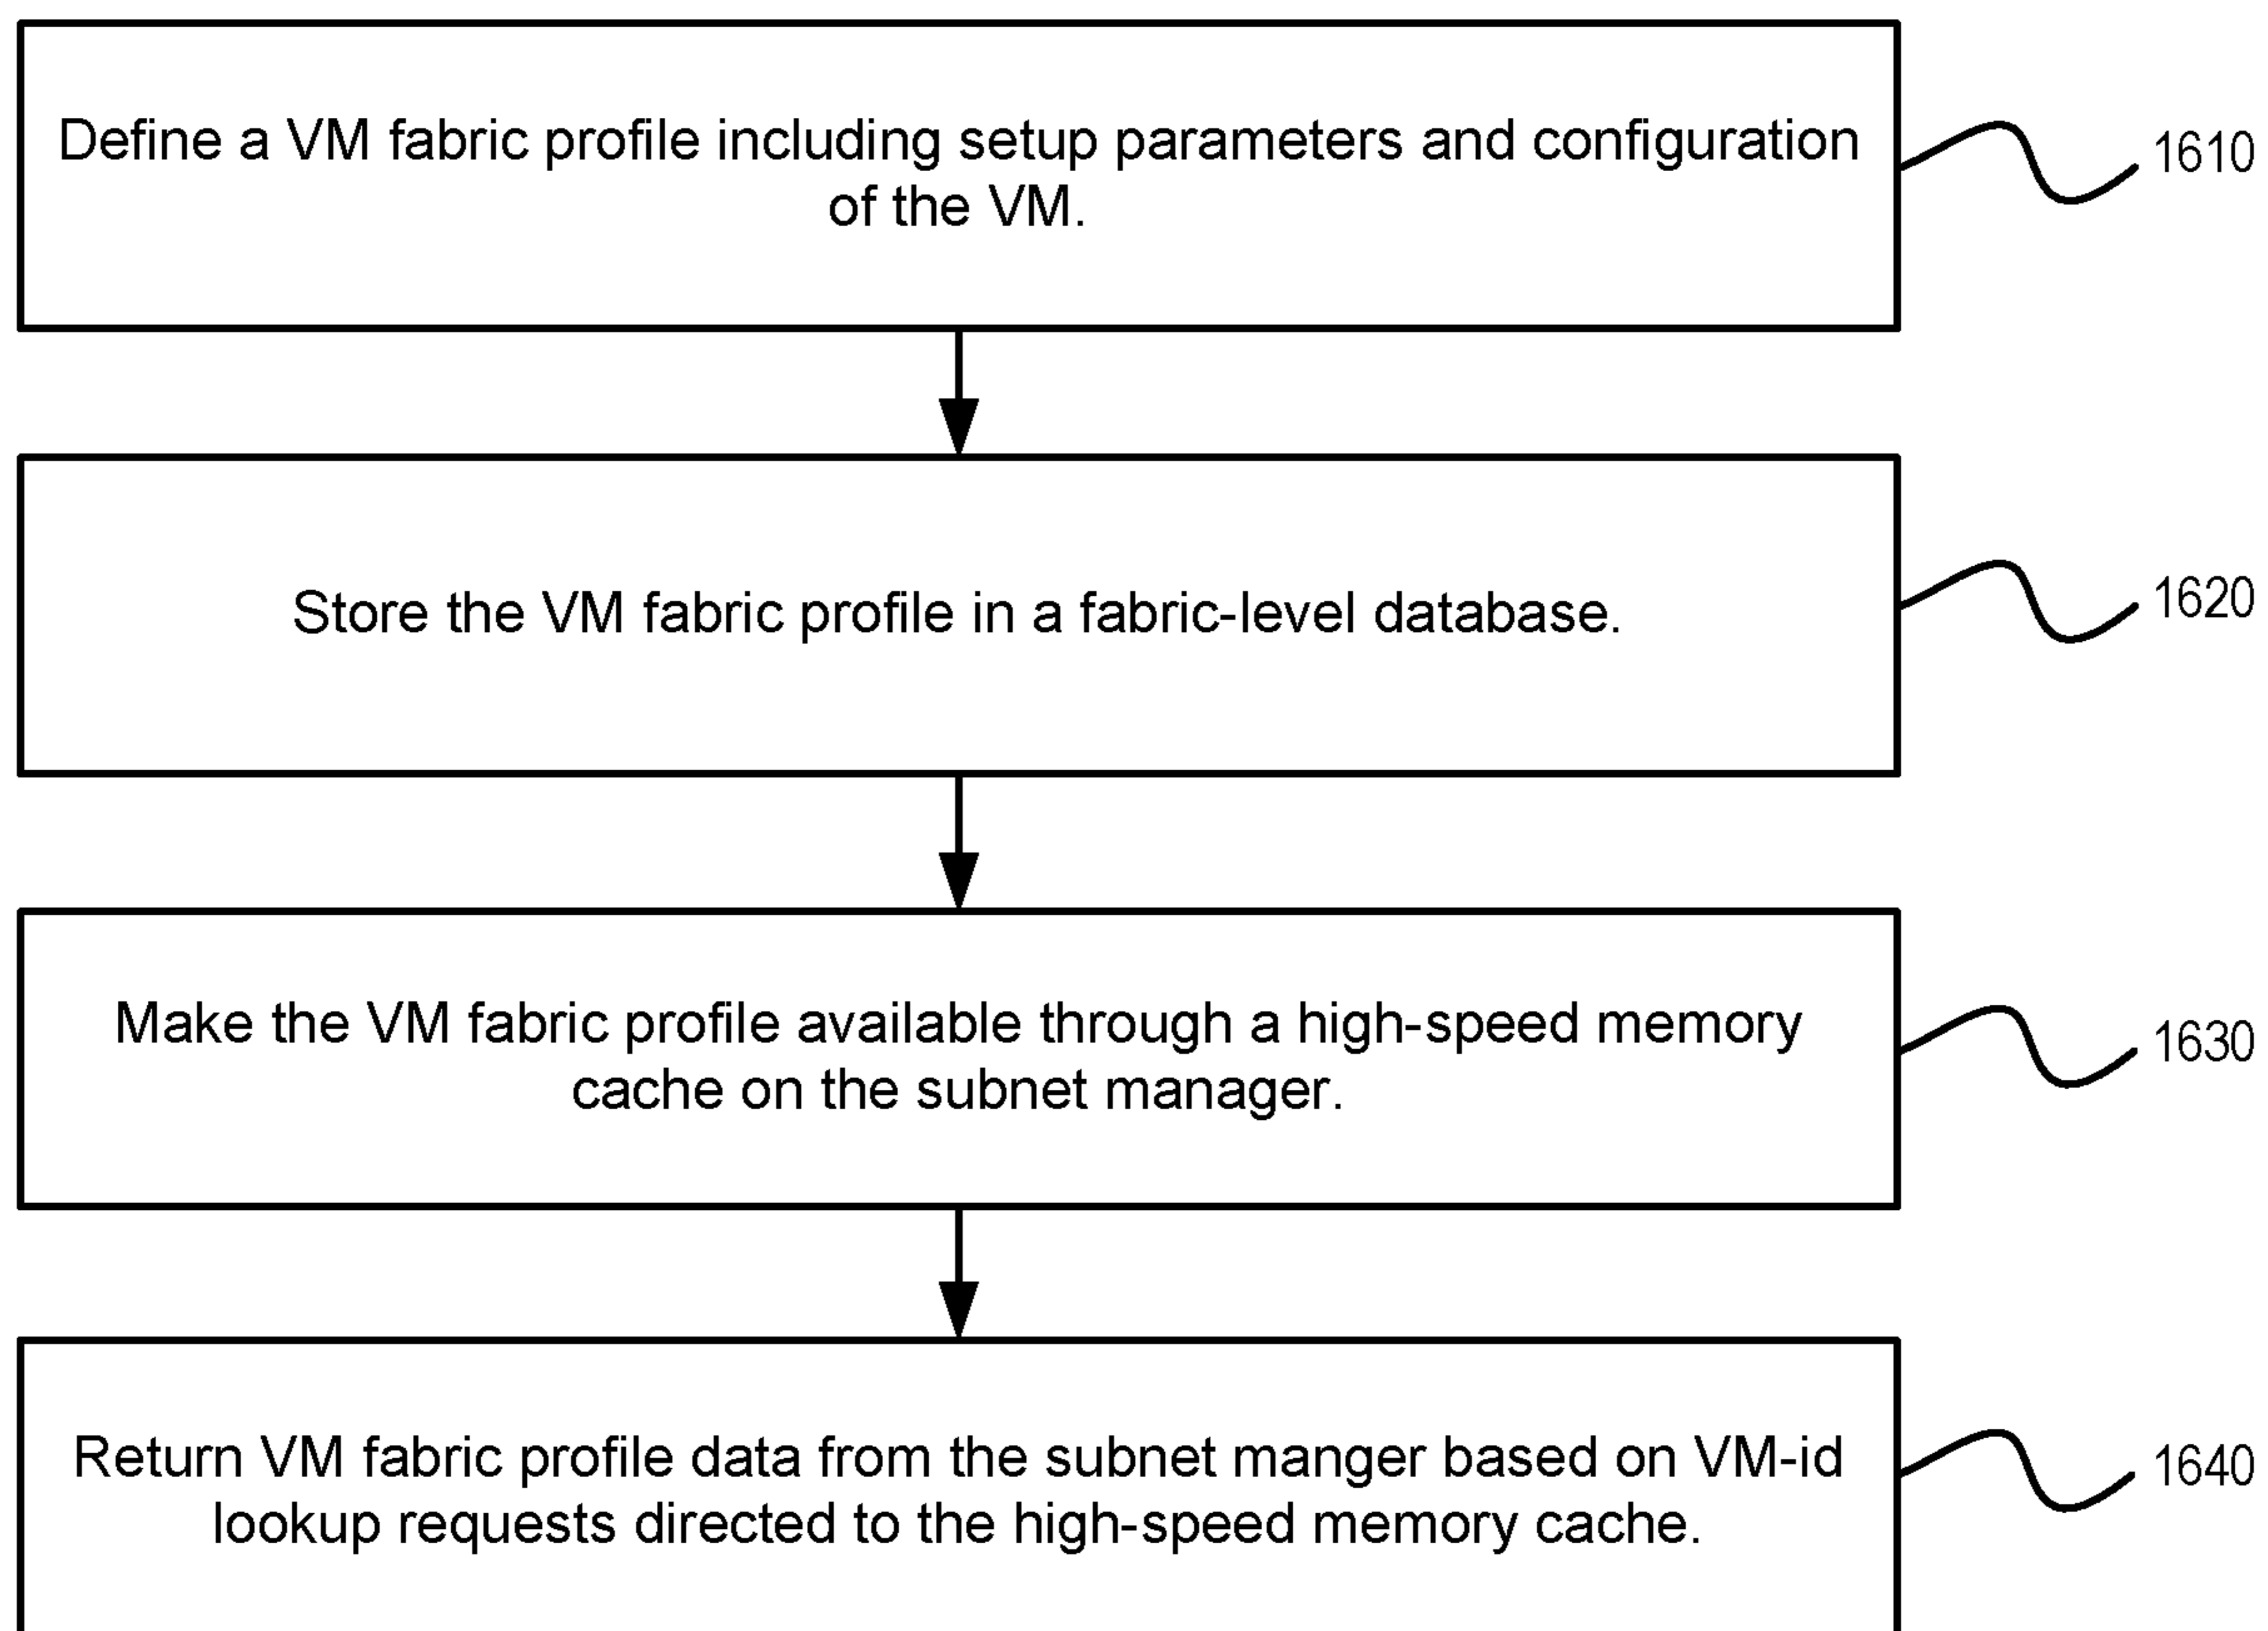 Define a VM fabric profile including setup parameters and configuration
of the VM.
1610
Store the VM fabric profile in a fabric-level database.
1620
Make the VM fabric profile available through a high-speed memory
cache on the subnet manager.
1630
Return VM fabric profile data from the subnet manger based on VM-id
lookup requests directed to the high-speed memory cache.
1640